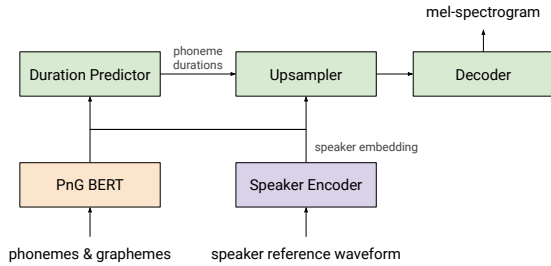 mel-spectrogram
Duration Predictor
phoneme
durations
Upsampler
Decoder
speaker embedding
PnG BERT
Speaker Encoder
phonemes & graphemes
speaker reference waveform